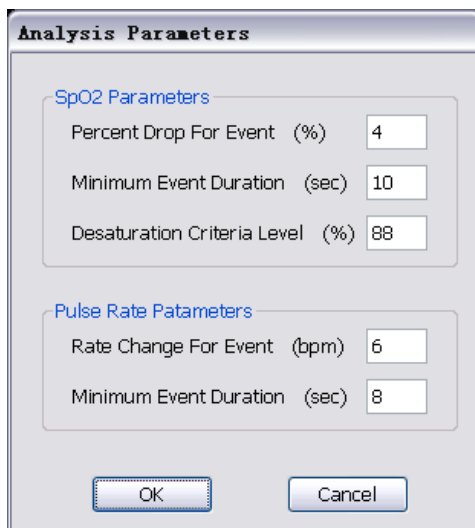 Analysis Parameters
SpO2 Parameters
Percent Drop For Event (%) 4
Minimum Event Duration (sec) 10
Desaturation Criteria Level (%) 88
Pulse Rate Patameters
Rate Change For Event (bpm) 6
Minimum Event Duration (sec) 8
OK Cancel